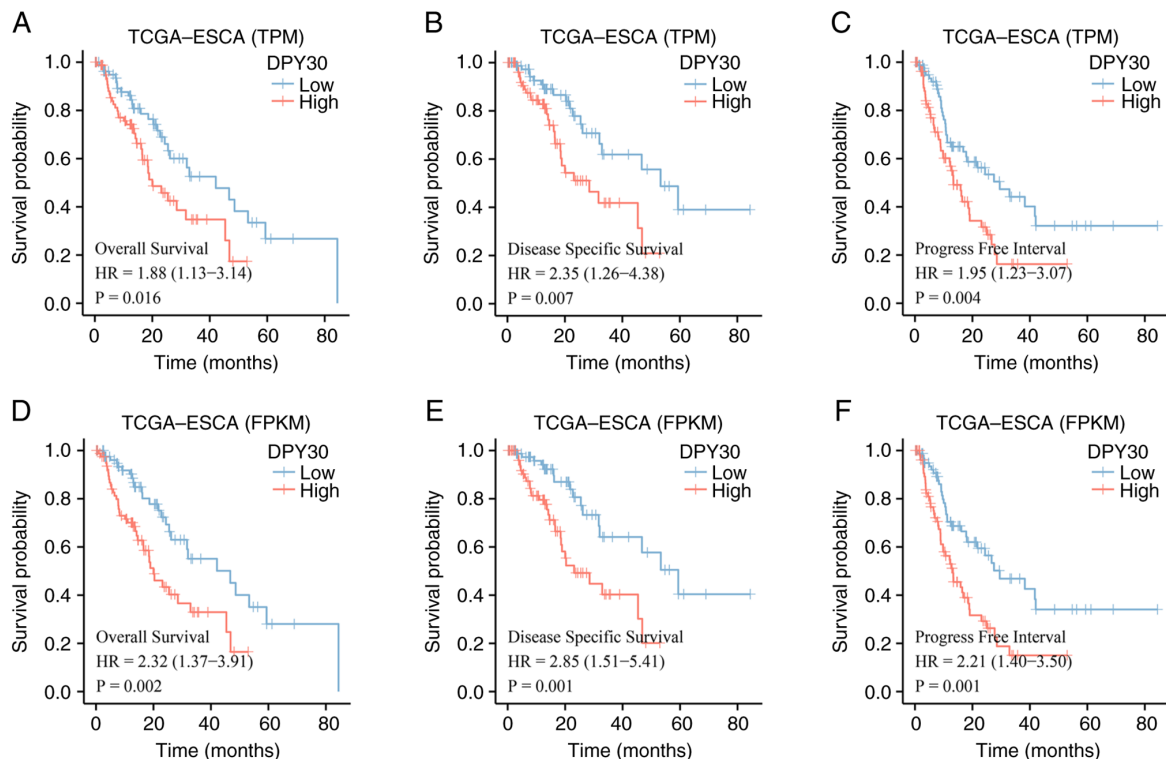 A
TCGA–ESCA (TPM)
DPY30
Low
High
Survival probability
1.0
0.8
0.6
0.4
0.2
0.0
Overall Survival
HR = 1.88 (1.13−3.14)
P = 0.016
0 20 40 60 80
Time (months)
B
TCGA–ESCA (TPM)
DPY30
Low
High
Survival probability
1.0
0.8
0.6
0.4
0.2
0.0
Disease Specific Survival
HR = 2.35 (1.26−4.38)
P = 0.007
0 20 40 60 80
Time (months)
C
TCGA–ESCA (TPM)
DPY30
Low
High
Survival probability
1.0
0.8
0.6
0.4
0.2
0.0
Progress Free Interval
HR = 1.95 (1.23−3.07)
P = 0.004
0 20 40 60 80
Time (months)
D
TCGA–ESCA (FPKM)
DPY30
Low
High
Survival probability
1.0
0.8
0.6
0.4
0.2
0.0
Overall Survival
HR = 2.32 (1.37−3.91)
P = 0.002
0 20 40 60 80
Time (months)
E
TCGA–ESCA (FPKM)
DPY30
Low
High
Survival probability
1.0
0.8
0.6
0.4
0.2
0.0
Disease Specific Survival
HR = 2.85 (1.51−5.41)
P = 0.001
0 20 40 60 80
Time (months)
F
TCGA–ESCA (FPKM)
DPY30
Low
High
Survival probability
1.0
0.8
0.6
0.4
0.2
0.0
Progress Free Interval
HR = 2.21 (1.40−3.50)
P = 0.001
0 20 40 60 80
Time (months)